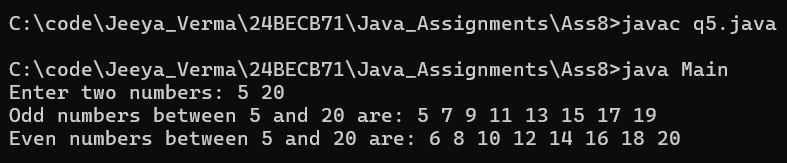 C:\code\Jeeya_Verma\24BECB71\Java_Assignments\Ass8>javac q5.java
C:\code\Jeeya_Verma\24BECB71\Java_Assignments\Ass8>java Main
Enter two numbers: 5 20
Odd numbers between 5 and 20 are: 5 7 9 11 13 15 17 19
Even numbers between 5 and 20 are: 6 8 10 12 14 16 18 20